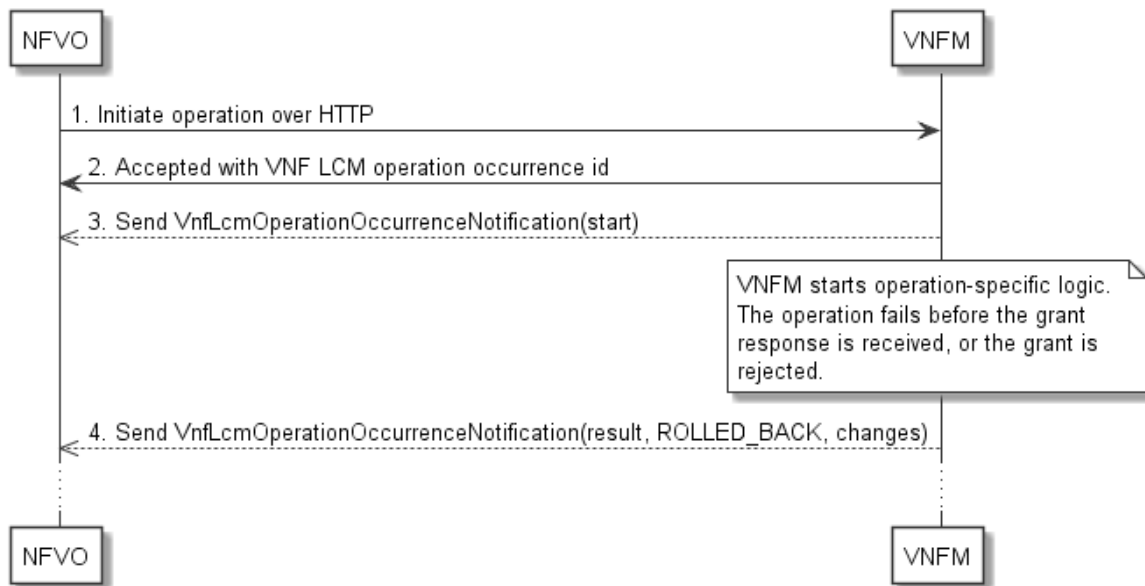 NFVO
VNFM
1. Initiate operation over HTTP
2. Accepted with VNF LCM operation occurrence id
3. Send VnfLcmOperationOccurrenceNotification(start)
VNFM starts operation-specific logic.
The operation fails before the grant
response is received, or the grant is
rejected.
4. Send VnfLcmOperationOccurrenceNotification(result, ROLLED_BACK, changes)
NFVO
VNFM